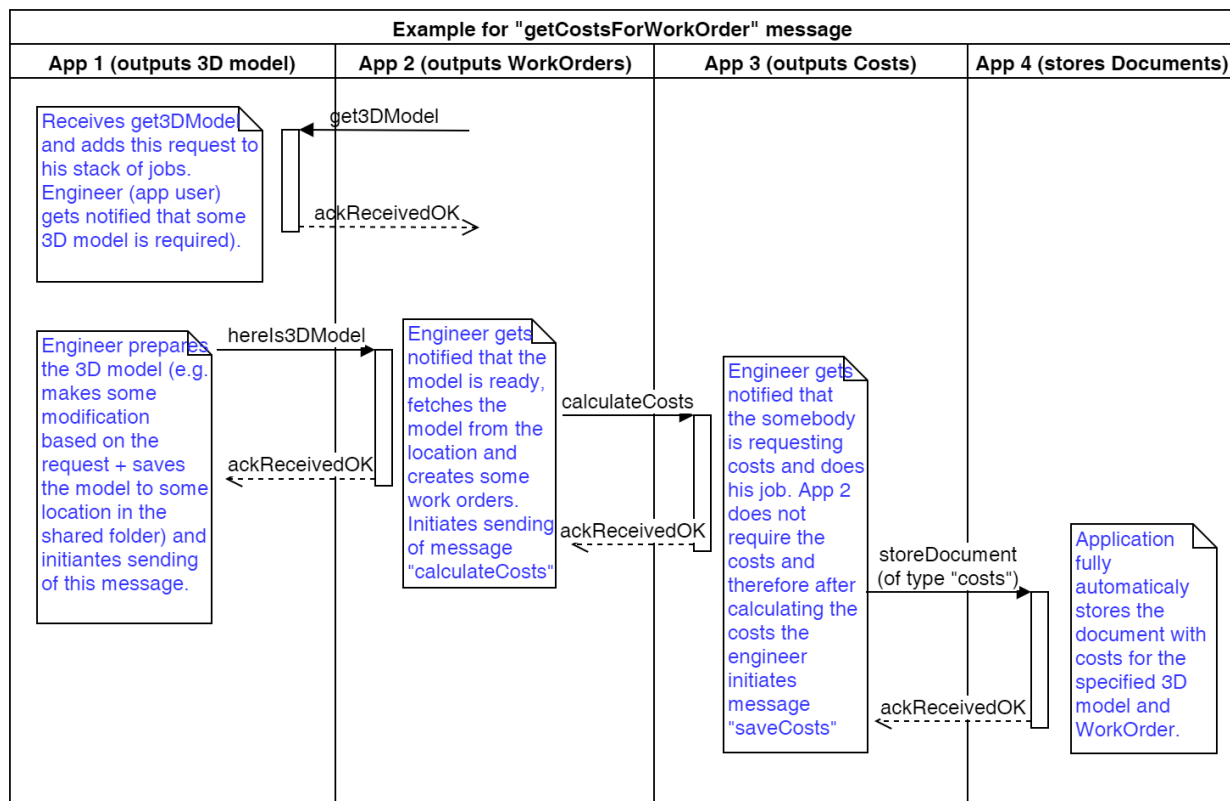 Example for "getCostsForWorkOrder" message
App 1 (outputs 3D model)
App 2 (outputs WorkOrders)
App 3 (outputs Costs)
App 4 (stores Documents)
Receives get3DModel
and adds this request to
his stack of jobs.
Engineer (app user)
gets notified that some
3D model is required).
get3DModel
ackReceivedOK
Engineer prepares
the 3D model (e.g.
makes some
modification
based on the
request + saves
the model to some
location in the
shared folder) and
initiantes sending
of this message.
hereIs3DModel
ackReceivedOK
Engineer gets
notified that the
model is ready,
fetches the
model from the
location and
creates some
work orders.
Initiates sending
of message
"calculateCosts"
calculateCosts
ackReceivedOK
Engineer gets
notified that
the somebody
is requesting
costs and does
his job. App 2
does not
require the
costs and
therefore after
calculating the
costs the
engineer
initiates
message
"saveCosts"
storeDocument
(of type "costs")
ackReceivedOK
Application
fully
automaticaly
stores the
document with
costs for the
specified 3D
model and
WorkOrder.